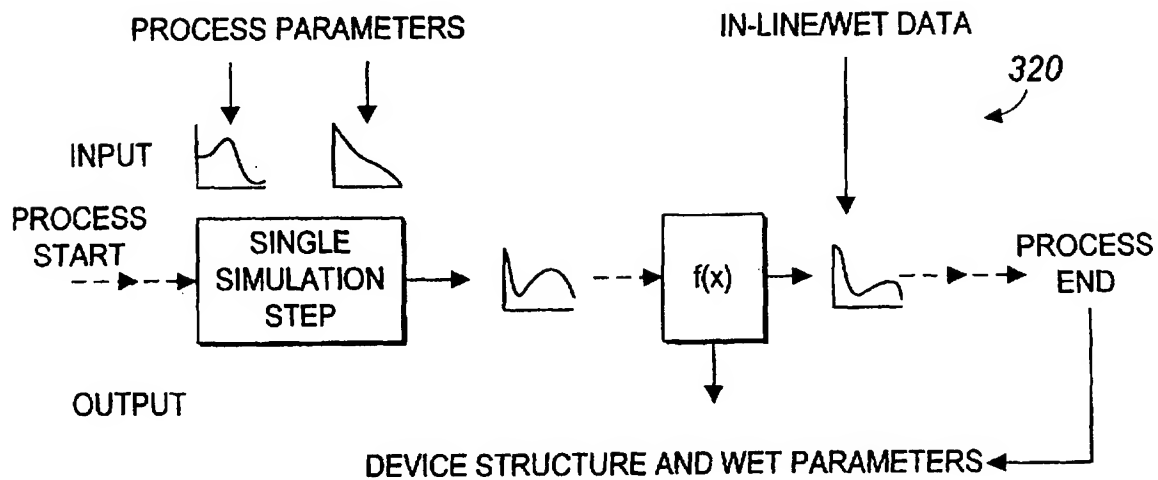 PROCESS PARAMETERS
IN-LINE/WET DATA
320
INPUT
PROCESS
START
SINGLE
SIMULATION
STEP
f(x)
PROCESS
END
OUTPUT
DEVICE STRUCTURE AND WET PARAMETERS